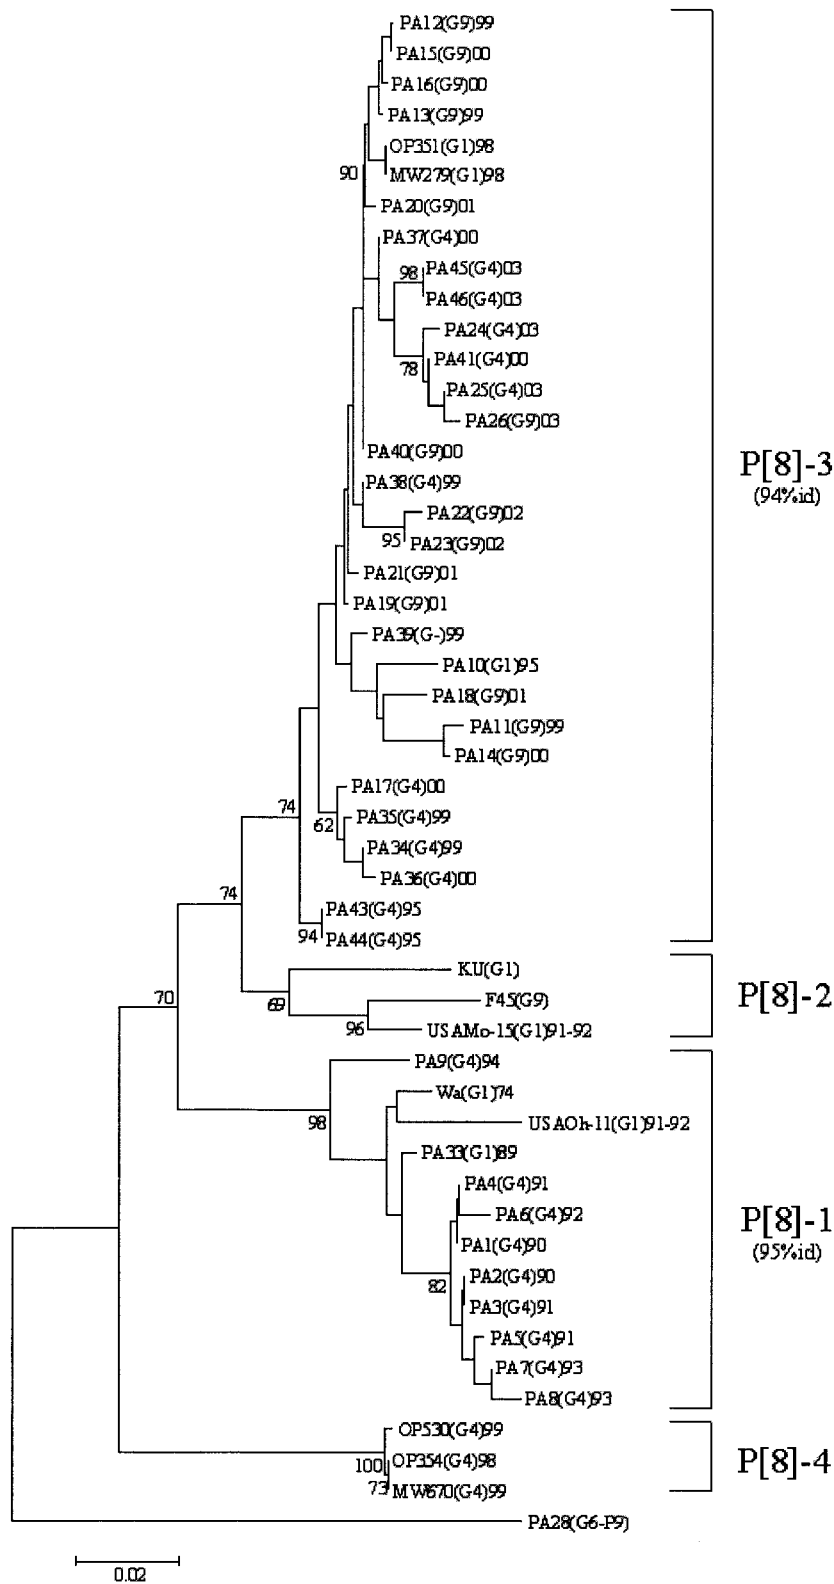 PA12(G9)99
PA15(G9)00
PA16(G9)00
PA13(G9)99
OP351(G1)98
MW279(G1)98
90
PA20(G9)01
PA37(G4)00
98
PA45(G4)03
PA46(G4)03
PA24(G4)03
PA41(G4)00
78
PA25(G4)03
PA26(G9)03
PA40(G9)00
P[8]-3
(94%id)
PA38(G4)99
PA22(G9)02
95
PA23(G9)02
PA21(G9)01
PA19(G9)01
PA39(G-)99
PA10(G1)95
PA18(G9)01
PA11(G9)99
PA14(G9)00
PA17(G4)00
74
62
PA35(G4)99
PA34(G4)99
PA36(G4)00
74
PA43(G4)95
94
PA44(G4)95
KU(G1)
70
69
F45(G9)
P[8]-2
96
USAMo-15(G1)91-92
PA9(G4)94
Wa(G1)74
98
USAOh-11(G1)91-92
PA33(G1)89
PA4(G4)91
PA6(G4)92
P[8]-1
(95%id)
PA1(G4)90
82
PA2(G4)90
PA3(G4)91
PA5(G4)91
PA7(G4)93
PA8(G4)93
OP530(G4)99
100
OP354(G4)98
P[8]-4
73
MW670(G4)99
PA28(G6-P9)
0.02